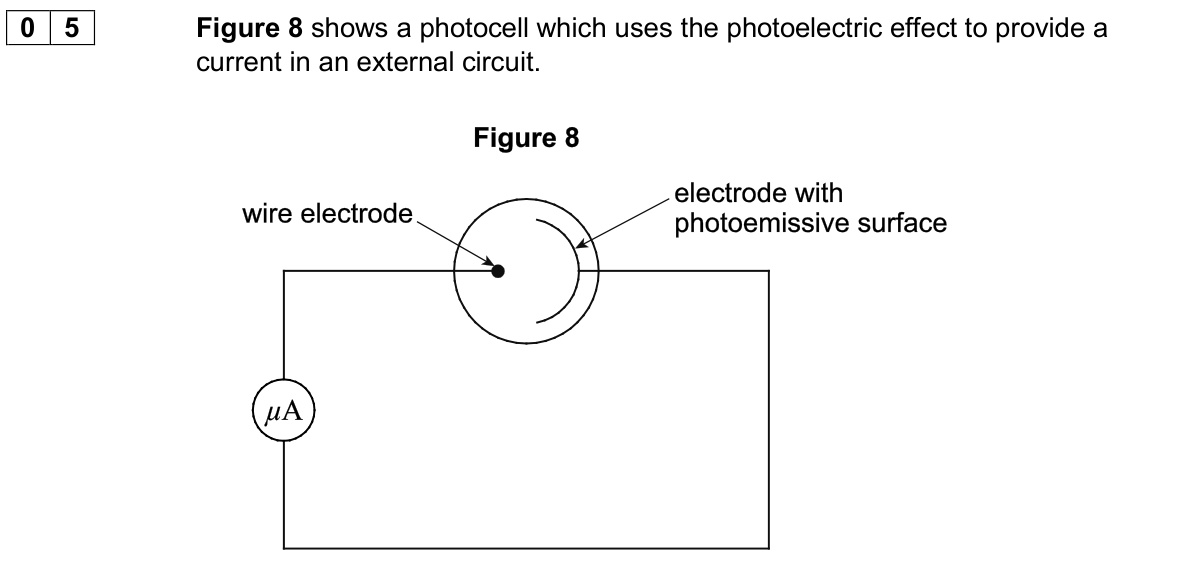 0 5
Figure 8 shows a photocell which uses the photoelectric effect to provide a
current in an external circuit.
Figure 8
wire electrode
electrode with
photoemissive surface
μA